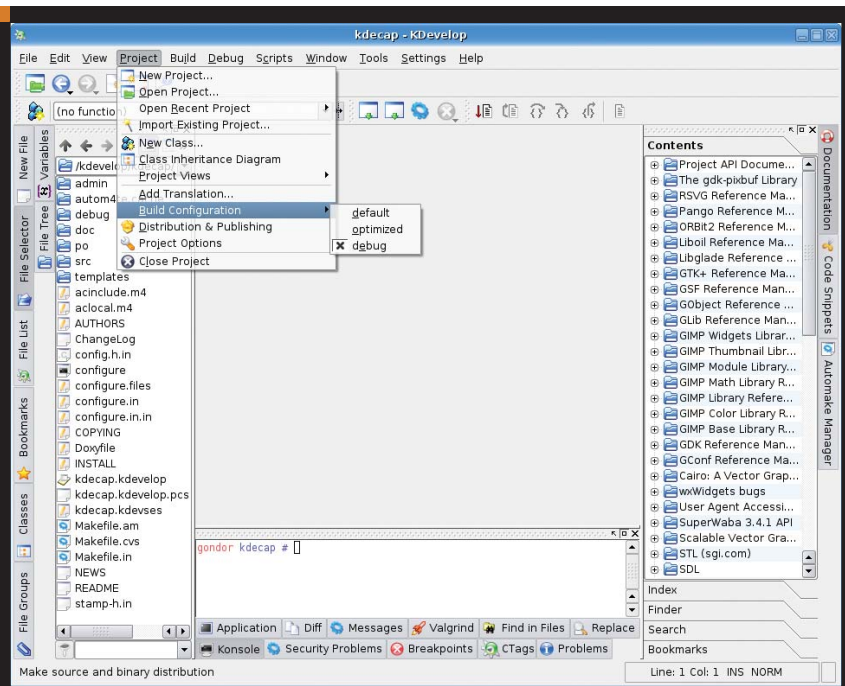 kdecap - KDevelop
File Edit View Project Build Debug Scripts Window Tools Settings Help
New Project...
Open Project...
Open Recent Project
Import Existing Project...
New Class...
Class Inheritance Diagram
Project Views
Add Translation...
Build Configuration
Distribution & Publishing
Project Options
Close Project
default
optimized
debug
(no function
New File
File Selector
File List
Bookmarks
Classes
File Groups
Variables
File Tree
/kdevelop/kdecap/
admin
autom4te.cache
debug
doc
po
src
templates
acinclude.m4
aclocal.m4
AUTHORS
ChangeLog
config.h.in
configure
configure.files
configure.in
configure.in.in
COPYING
Doxyfile
INSTALL
kdecap.kdevelop
kdecap.kdevelop.pcs
kdecap.kdevses
Makefile.am
Makefile.cvs
Makefile.in
NEWS
README
stamp-h.in
gondor kdecap #
Application Diff Messages Valgrind Find in Files Replace
Konsole Security Problems Breakpoints CTags Problems
Contents
Project API Docume...
The gdk-pixbuf Library
RSVG Reference Ma...
Pango Reference M...
ORBit2 Reference M...
Liboil Reference Ma...
Libglade Reference ...
GTK+ Reference Ma...
GSF Reference Man...
GObject Reference ...
GLib Reference Man...
GIMP Widgets Librar...
GIMP Thumbnail Libr...
GIMP Module Library...
GIMP Math Library R...
GIMP Library Refere...
GIMP Color Library R...
GIMP Base Library R...
GDK Reference Man...
GConf Reference Ma...
Cairo: A Vector Grap...
wxWidgets bugs
User Agent Accessi...
SuperWaba 3.4.1 API
Scalable Vector Gra...
STL (sgi.com)
SDL
Index
Finder
Search
Bookmarks
Documentation
Code Snippets
Automake Manager
Make source and binary distribution
Line: 1 Col: 1 INS NORM